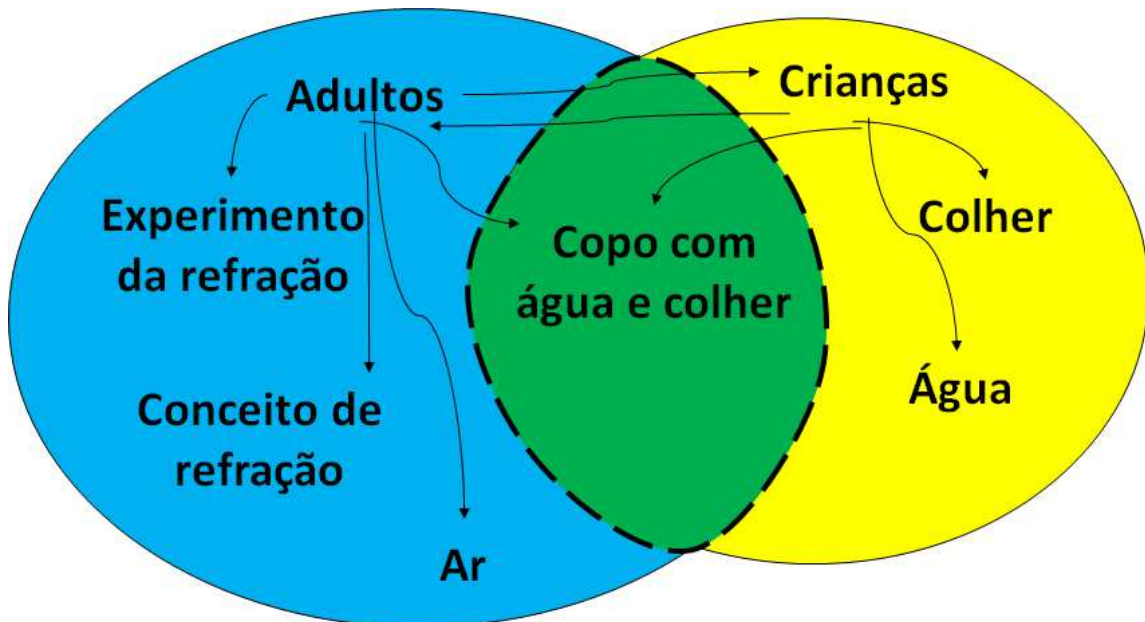 Adultos
Crianças
Experimento
da refração
Copo com
água e colher
Colher
Conceito de
refração
Água
Ar